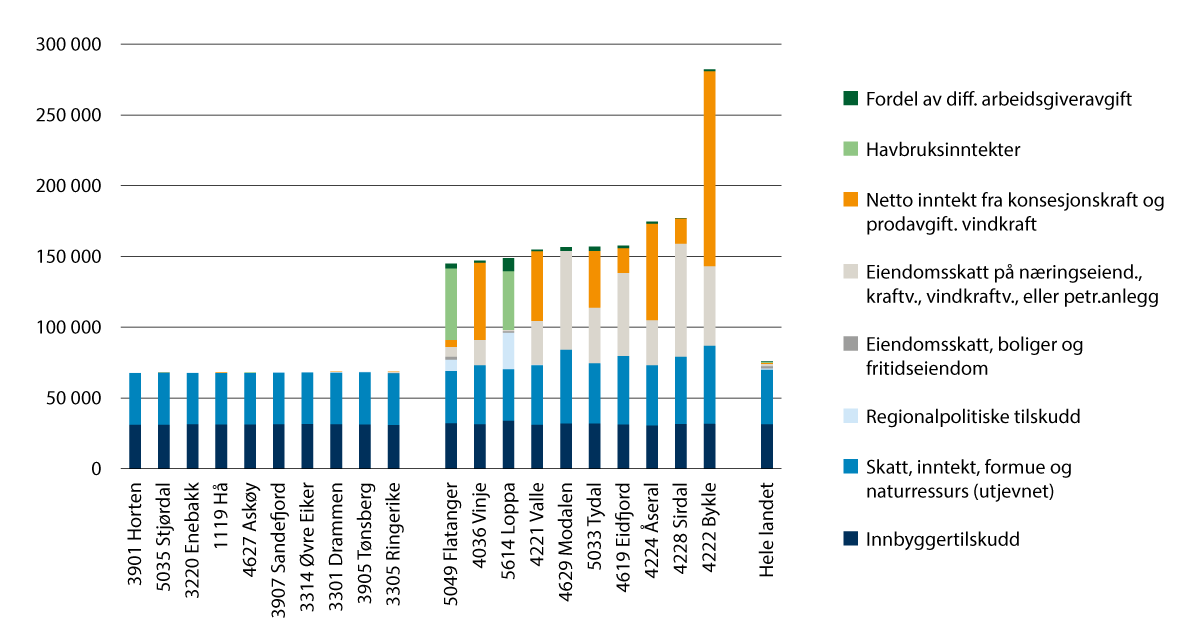 300 000
250 000
200 000
150 000
100 000
50 000
0
3901 Horten
5035 Stjørdal
3220 Enebakk
1119 Hå
4627 Askøy
3907 Sandefjord
3314 Øvre Eiker
3301 Drammmen
3905 Tønsberg
3305 Ringerike
5049 Flatanger
4036 Vinje
5614 Loppa
4221 Valle
4629 Modalen
5033 Tydal
4619 Eidfjord
4224 Åseral
4228 Sirdal
4222 Bykle
Hele landet
Fordel av diff. arbeidsgiveravgift
Havbruksinntekter
Netto inntekt fra konsesjonskraft og
prodavgift. vindkraft
Eiendomsskatt på næringseiend.,
kraftv., vindkraftv., eller petr.anlegg
Eiendomsskatt, boliger og
fritidseiendom
Regionalpolitiske tilskudd
Skatt, inntekt, formue og
naturressurs (utjevnet)
Innbyggertilskudd